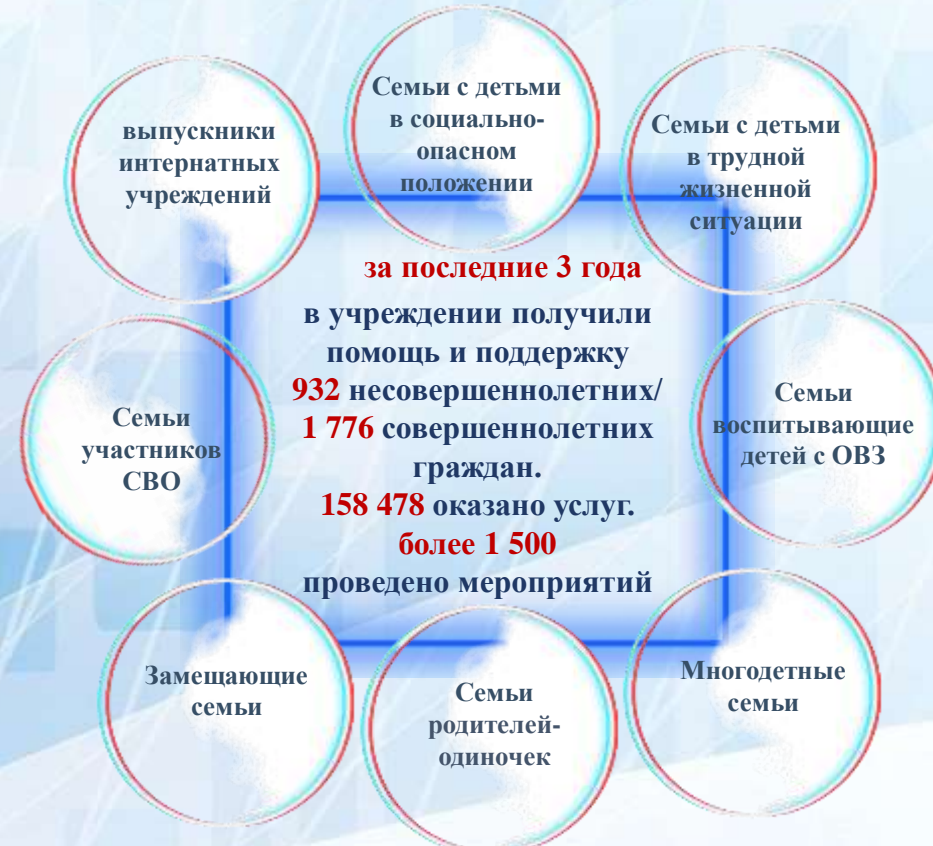 Семьи с детьми
в социально-
опасном
положении
выпускники
интернатных
учреждений
Семьи с детьми
в трудной
жизненной
ситуации
за последние 3 года
в учреждении получили
помощь и поддержку
932 несовершеннолетних/
1 776 совершеннолетних
граждан.
158 478 оказано услуг.
более 1 500
проведено мероприятий
Семьи
участников
СВО
Семьи
воспитывающие
детей с ОВЗ
Замещающие
семьи
Семьи
родителей-
одиночек
Многодетные
семьи